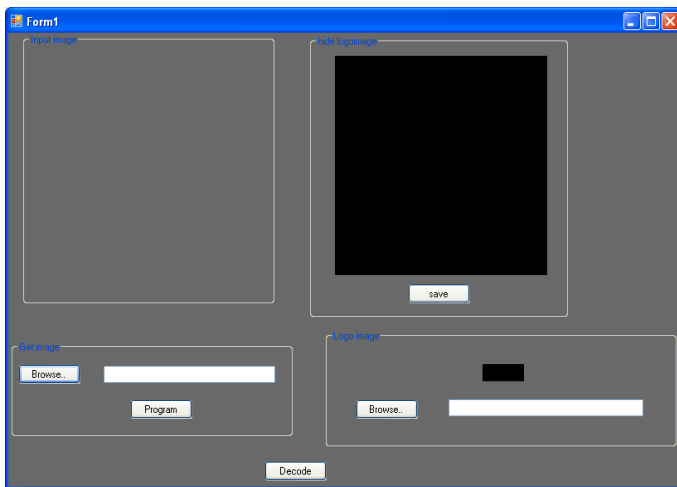 Form1
Input image
hide logoimage
save
Get image
Browse..
Program
Logo image
Browse..
Decode